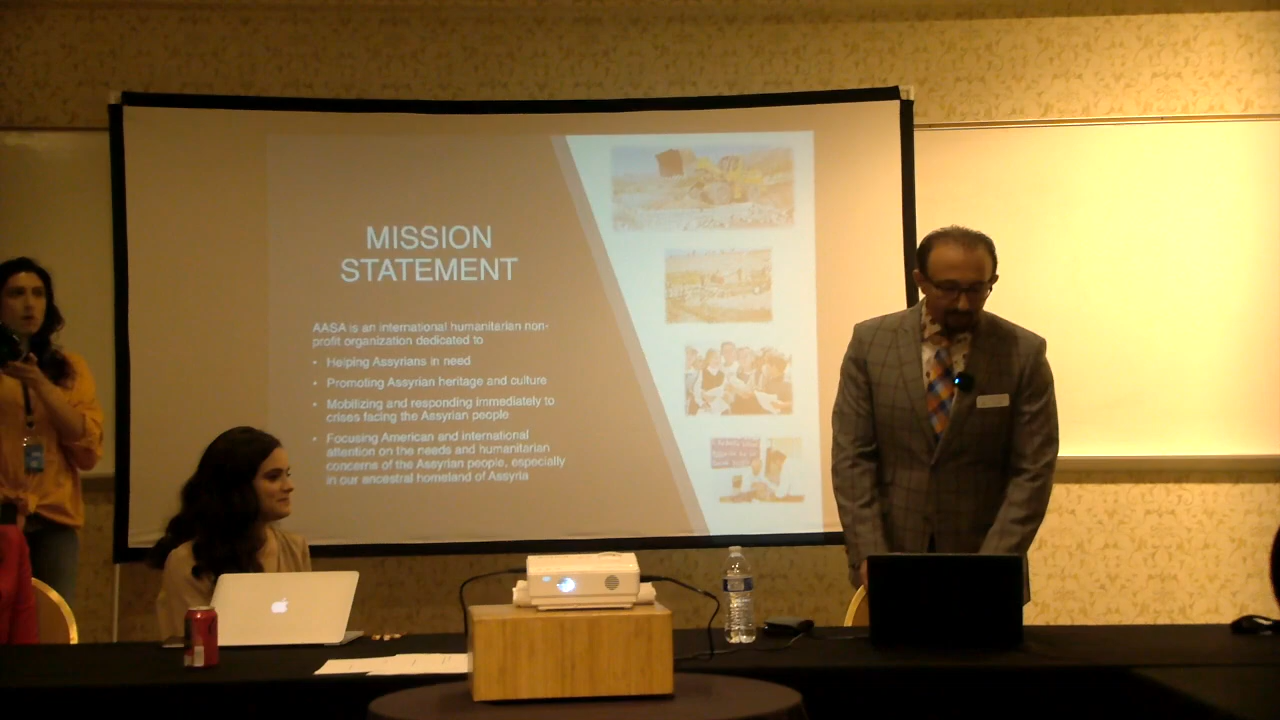 MISSION
STATEMENT
AASA is an international humanitarian non-
profit organization dedicated to
• Helping Assyrians in need
• Promoting Assyrian heritage and culture
• Mobilizing and responding immediately to
crises facing the Assyrian people
• Focusing American and international
attention on the needs and humanitarian
concerns of the Assyrian people, especially
in our ancestral homeland of Assyria